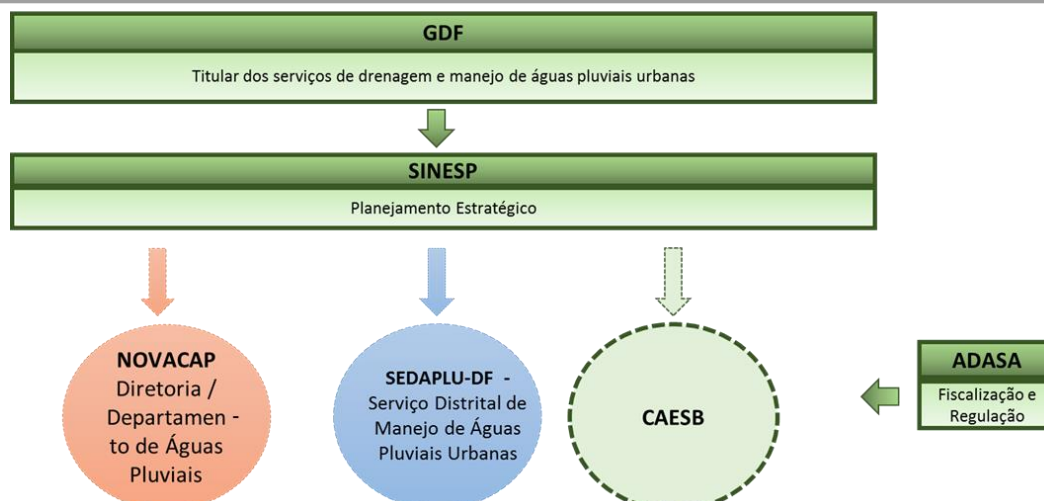 GDF
Titular dos serviços de drenagem e manejo de águas pluviais urbanas
SINESP
Planejamento Estratégico
NOVACAP
Diretoria /
Departamen - 
to de Águas
Pluviais
SEDAPLU-DF -
Serviço Distrital de
Manejo de Águas
Pluviais Urbanas
CAESB
ADASA
Fiscalização e
Regulação